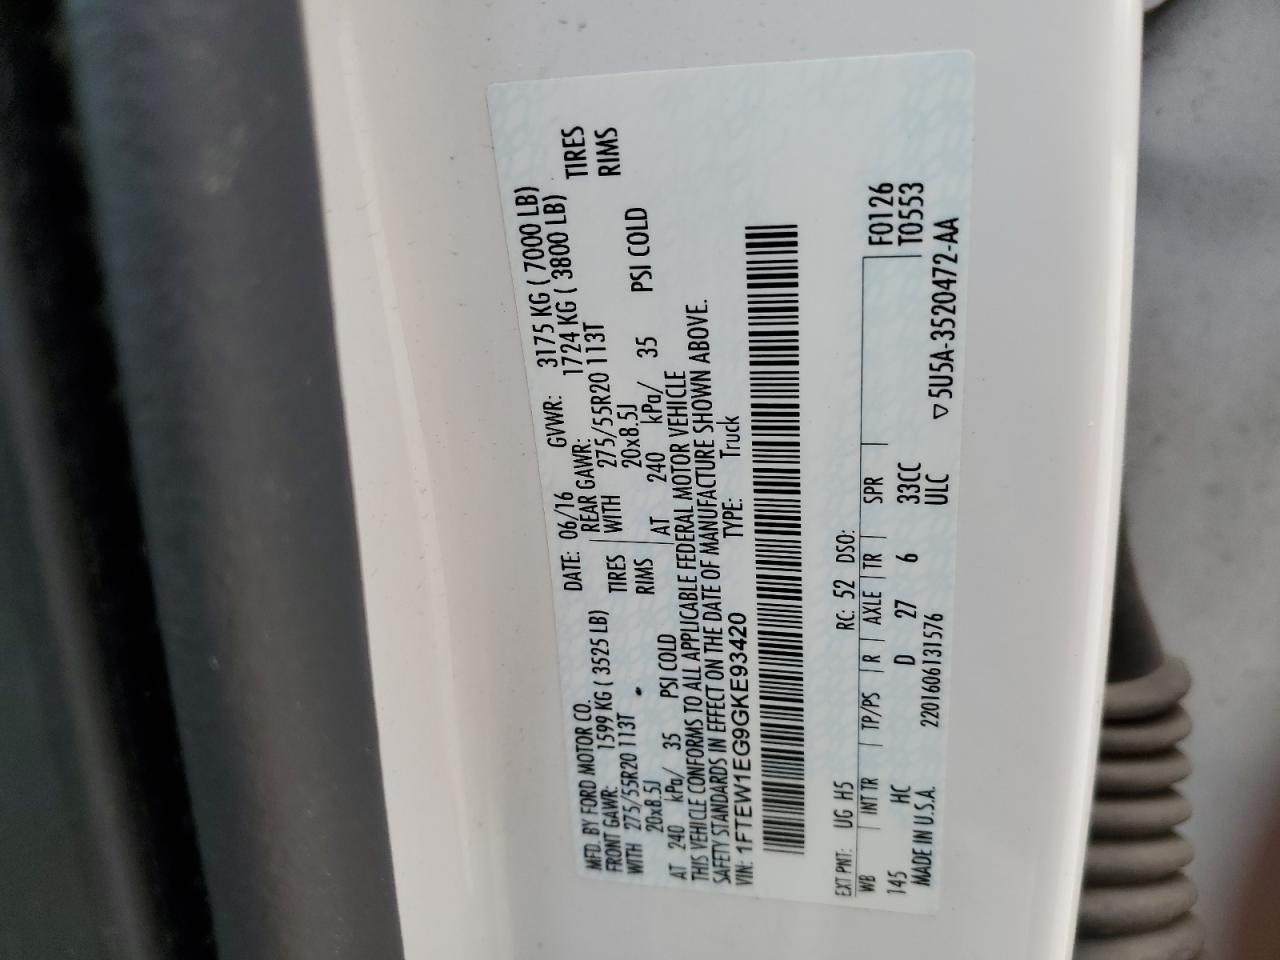 MFD. BY FORD MOTOR CO.
DATE: 06/16 GVWR: 3175 KG ( 7000 LB)
FRONT GAWR: 1599 KG ( 3525 LB) REAR GAWR: 1724 KG ( 3800 LB)
WITH 275/55R20 113T TIRES WITH 275/55R20 113T TIRES
20x8.5J RIMS 20x8.5J RIMS
AT 240 kPa/ 35 PSI COLD AT 240 kPa/ 35 PSI COLD
THIS VEHICLE CONFORMS TO ALL APPLICABLE FEDERAL MOTOR VEHICLE
SAFETY STANDARDS IN EFFECT ON THE DATE OF MANUFACTURE SHOWN ABOVE.
VIN: 1FTEW1EG9GKE93420 TYPE: Truck
EXT PNT: UG H5 RC: 52 DSO:
WB INT TR TP/PS R AXLE TR SPR F0126
145 HC D 27 6 33CC T0553
MADE IN U.S.A. 2201606131576 ULC ▽5U5A-3520472-AA